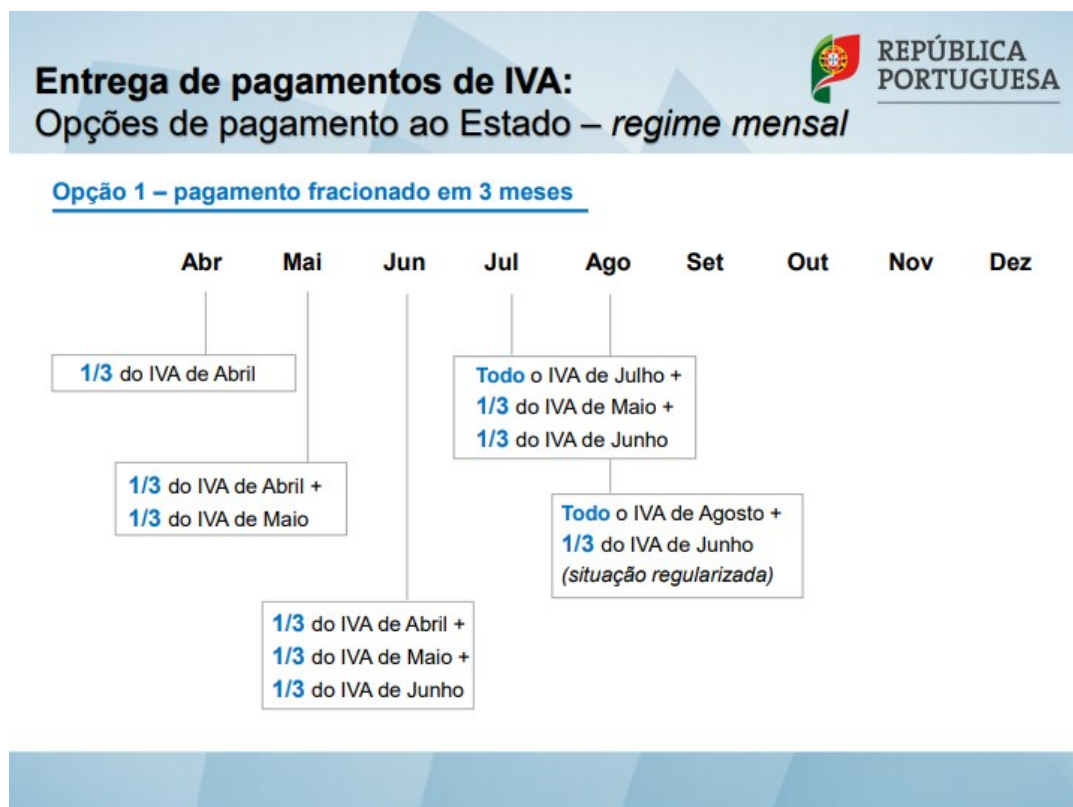 REPÚBLICA
PORTUGUESA
Entrega de pagamentos de IVA:
Opções de pagamento ao Estado – regime mensal
Opção 1 – pagamento fracionado em 3 meses
Abr Mai Jun Jul Ago Set Out Nov Dez
1/3 do IVA de Abril
1/3 do IVA de Abril +
1/3 do IVA de Maio
1/3 do IVA de Abril +
1/3 do IVA de Maio +
1/3 do IVA de Junho
Todo o IVA de Julho +
1/3 do IVA de Maio +
1/3 do IVA de Junho
Todo o IVA de Agosto +
1/3 do IVA de Junho
(situação regularizada)